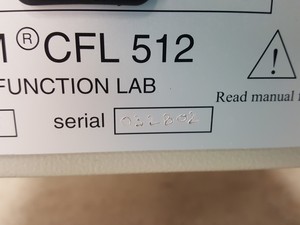 ® CFL 512
FUNCTION LAB
Read manual
serial